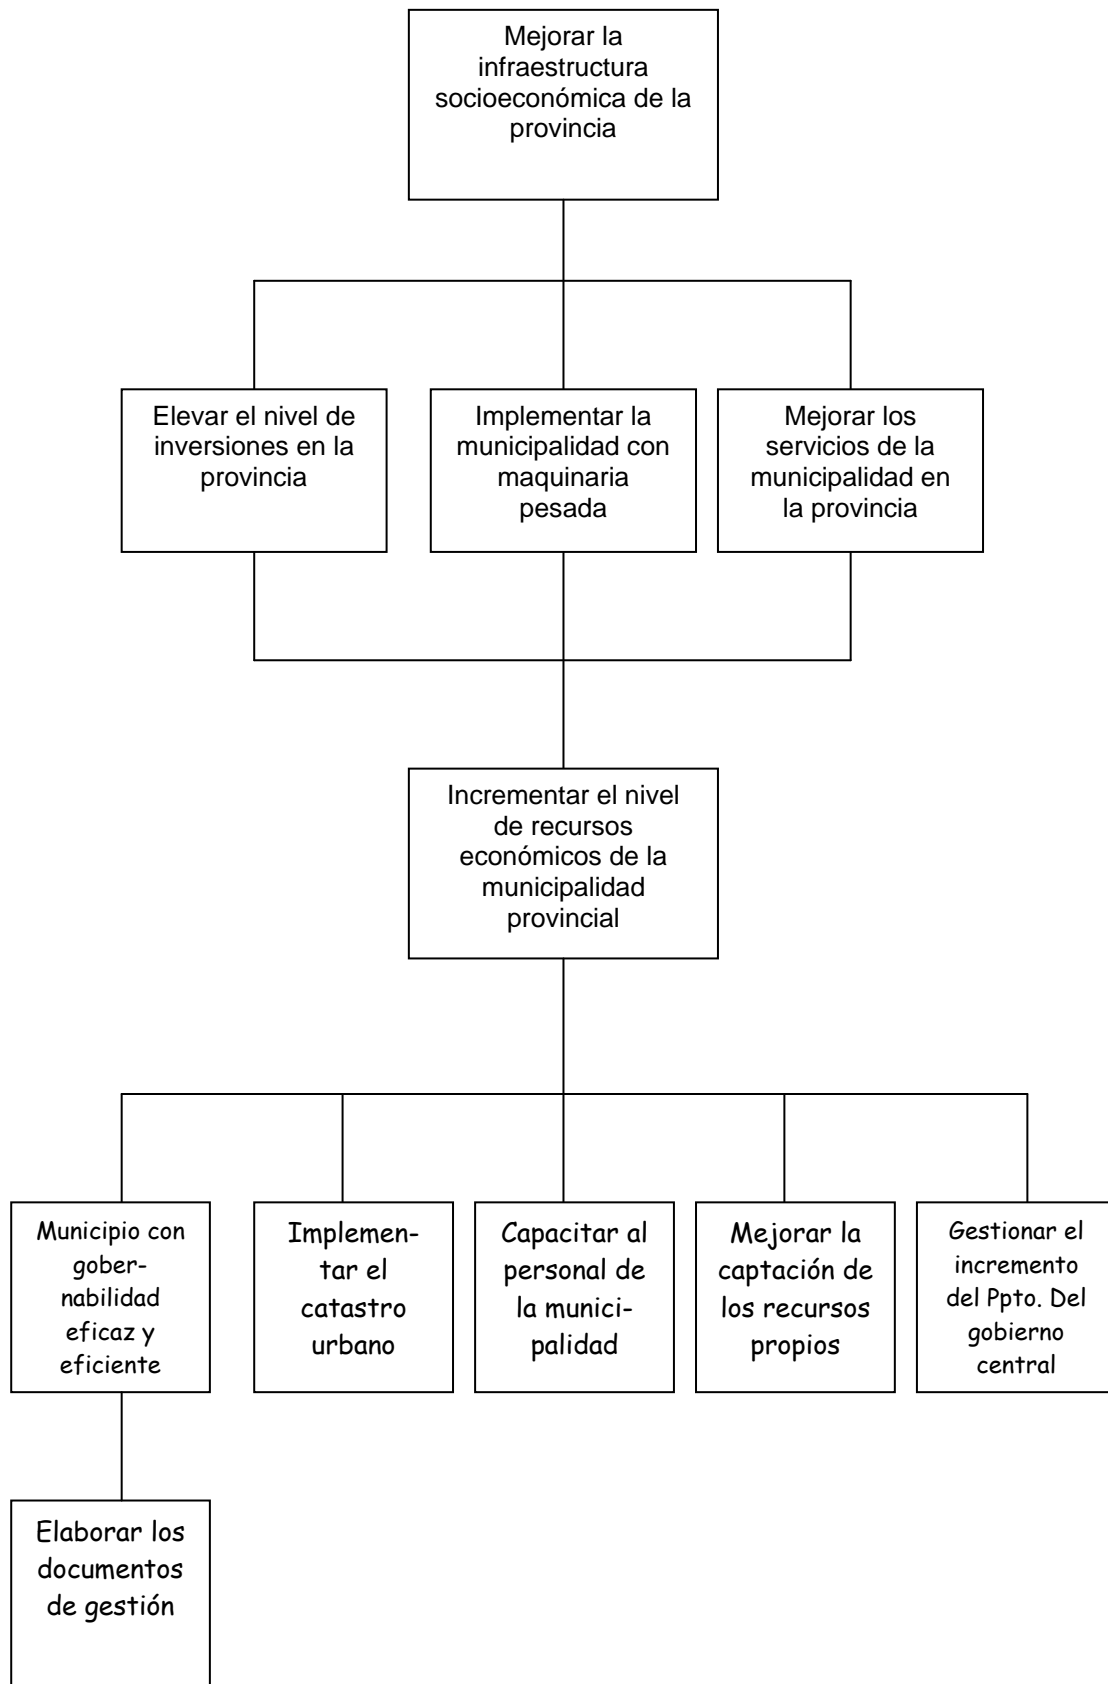 Mejorar la
infraestructura
socioeconómica de la
provincia
Elevar el nivel de
inversiones en la
provincia
Implementar la
municipalidad con
maquinaria
pesada
Mejorar los
servicios de la
municipalidad en
la provincia
Incrementar el nivel
de recursos
económicos de la
municipalidad
provincial
Municipio con
gober-
nabilidad
eficaz y
eficiente
Implemen-
tar el
catastro
urbano
Capacitar al
personal de
la munici-
palidad
Mejorar la
captación de
los recursos
propios
Gestionar el
incremento
del Ppto. Del
gobierno
central
Elaborar los
documentos
de gestión